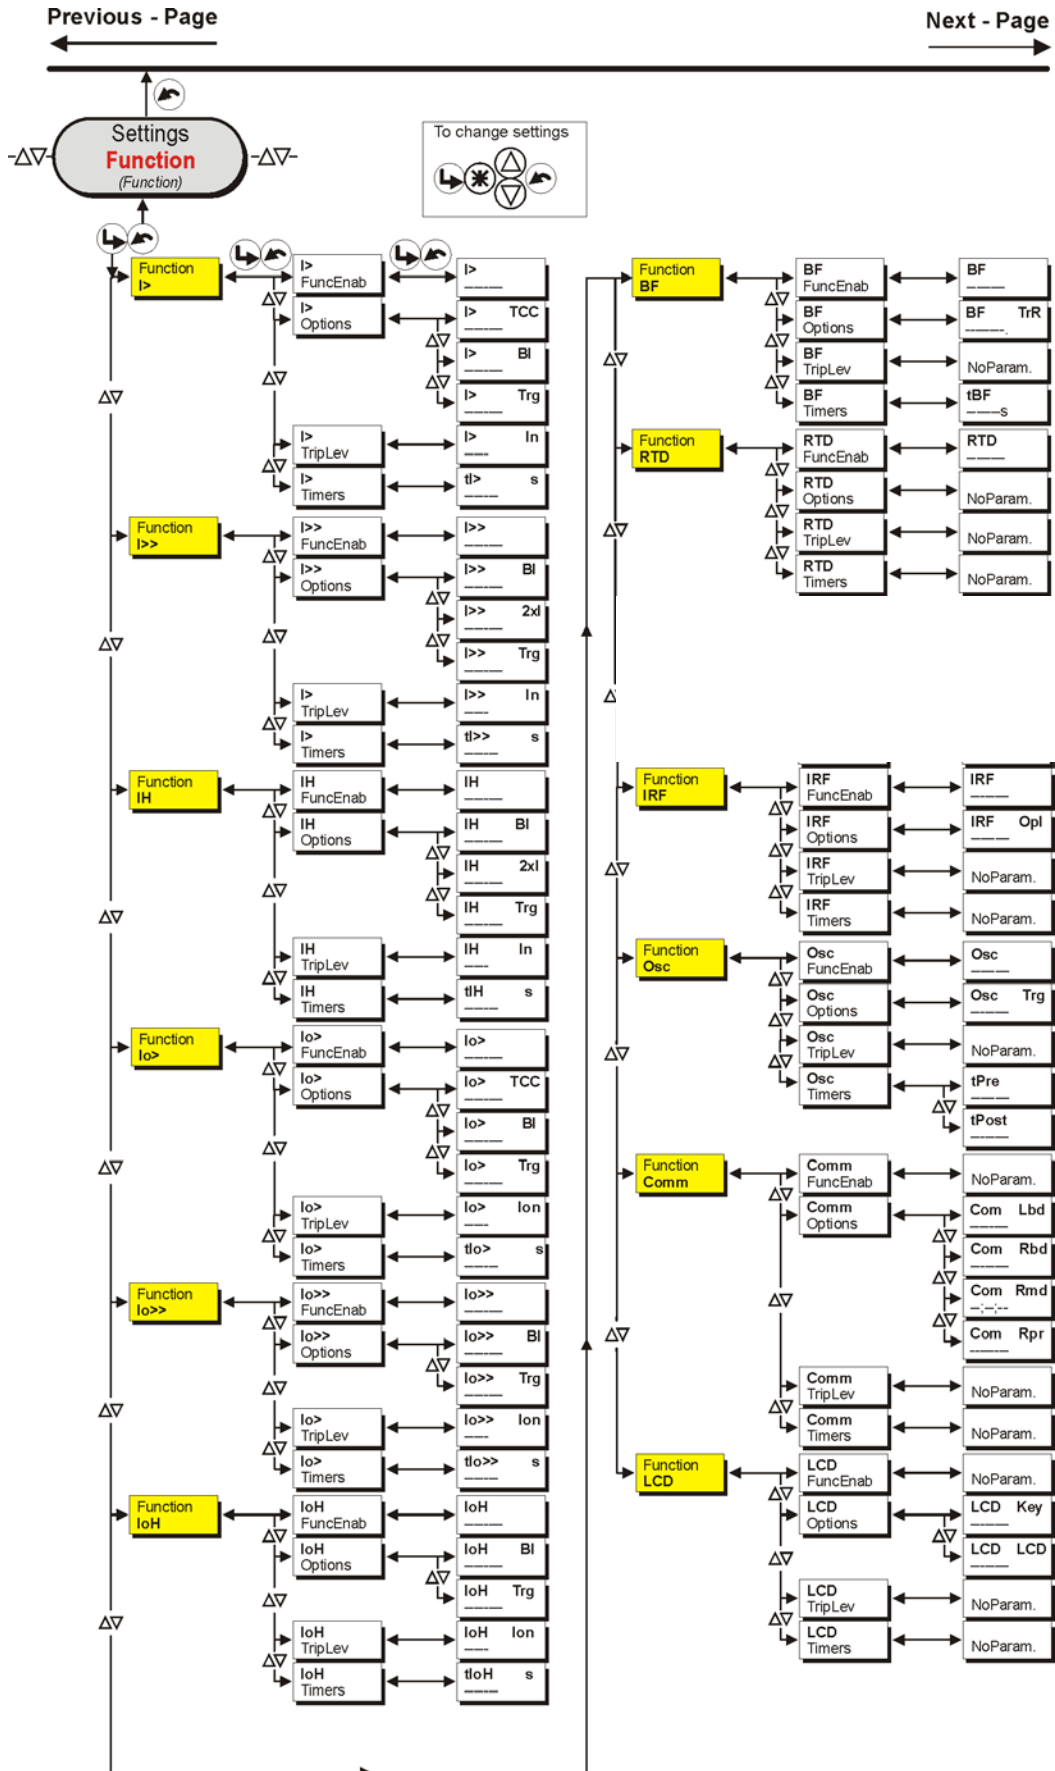 Previous - Page
Next - Page
Settings
Function
(Function)
To change settings
Function
I>
I>
FuncEnab
I>
-----
I>
Options
I> TCC
-----
I> BI
-----
I> Trg
-----
I>
TripLev
I> In
----
I>
Timers
tI> s
-----
Function
I>>
I>>
FuncEnab
I>>
-----
I>>
Options
I>> BI
-----
I>> 2xI
-----
I>> Trg
-----
I>
TripLev
I>> In
----
I>
Timers
tI>> s
-----
Function
IH
IH
FuncEnab
IH
-----
IH
Options
IH BI
-----
IH 2xI
-----
IH Trg
-----
IH
TripLev
IH In
----
IH
Timers
tIH s
-----
Function
Io>
Io>
FuncEnab
Io>
-----
Io>
Options
Io> TCC
-----
Io> BI
-----
Io> Trg
-----
Io>
TripLev
Io> Ion
----
Io>
Timers
tIo> s
-----
Function
Io>>
Io>>
FuncEnab
Io>>
-----
Io>>
Options
Io>> BI
-----
Io>> Trg
-----
Io>
TripLev
Io>> Ion
----
Io>
Timers
tIo>> s
-----
Function
IoH
IoH
FuncEnab
IoH
-----
IoH
Options
IoH BI
-----
IoH Trg
-----
IoH
TripLev
IoH Ion
----
IoH
Timers
tIoH s
-----
Function
BF
BF
FuncEnab
BF
-----
BF
Options
BF TrR
------.
BF
TripLev
NoParam.
BF
Timers
tBF
-----s
Function
RTD
RTD
FuncEnab
RTD
-----
RTD
Options
NoParam.
RTD
TripLev
NoParam.
RTD
Timers
NoParam.
Function
IRF
IRF
FuncEnab
IRF
-----
IRF
Options
IRF Opl
-----
IRF
TripLev
NoParam.
IRF
Timers
NoParam.
Function
Osc
Osc
FuncEnab
Osc
-----
Osc
Options
Osc Trg
-----
Osc
TripLev
NoParam.
Osc
Timers
tPre
-----
tPost
-----
Function
Comm
Comm
FuncEnab
NoParam.
Comm
Options
Com Lbd
-----
Com Rbd
-----
Com Rmd
--;--;--
Com Rpr
-----
Comm
TripLev
NoParam.
Comm
Timers
NoParam.
Function
LCD
LCD
FuncEnab
NoParam.
LCD
Options
LCD Key
-----
LCD LCD
-----
LCD
TripLev
NoParam.
LCD
Timers
NoParam.